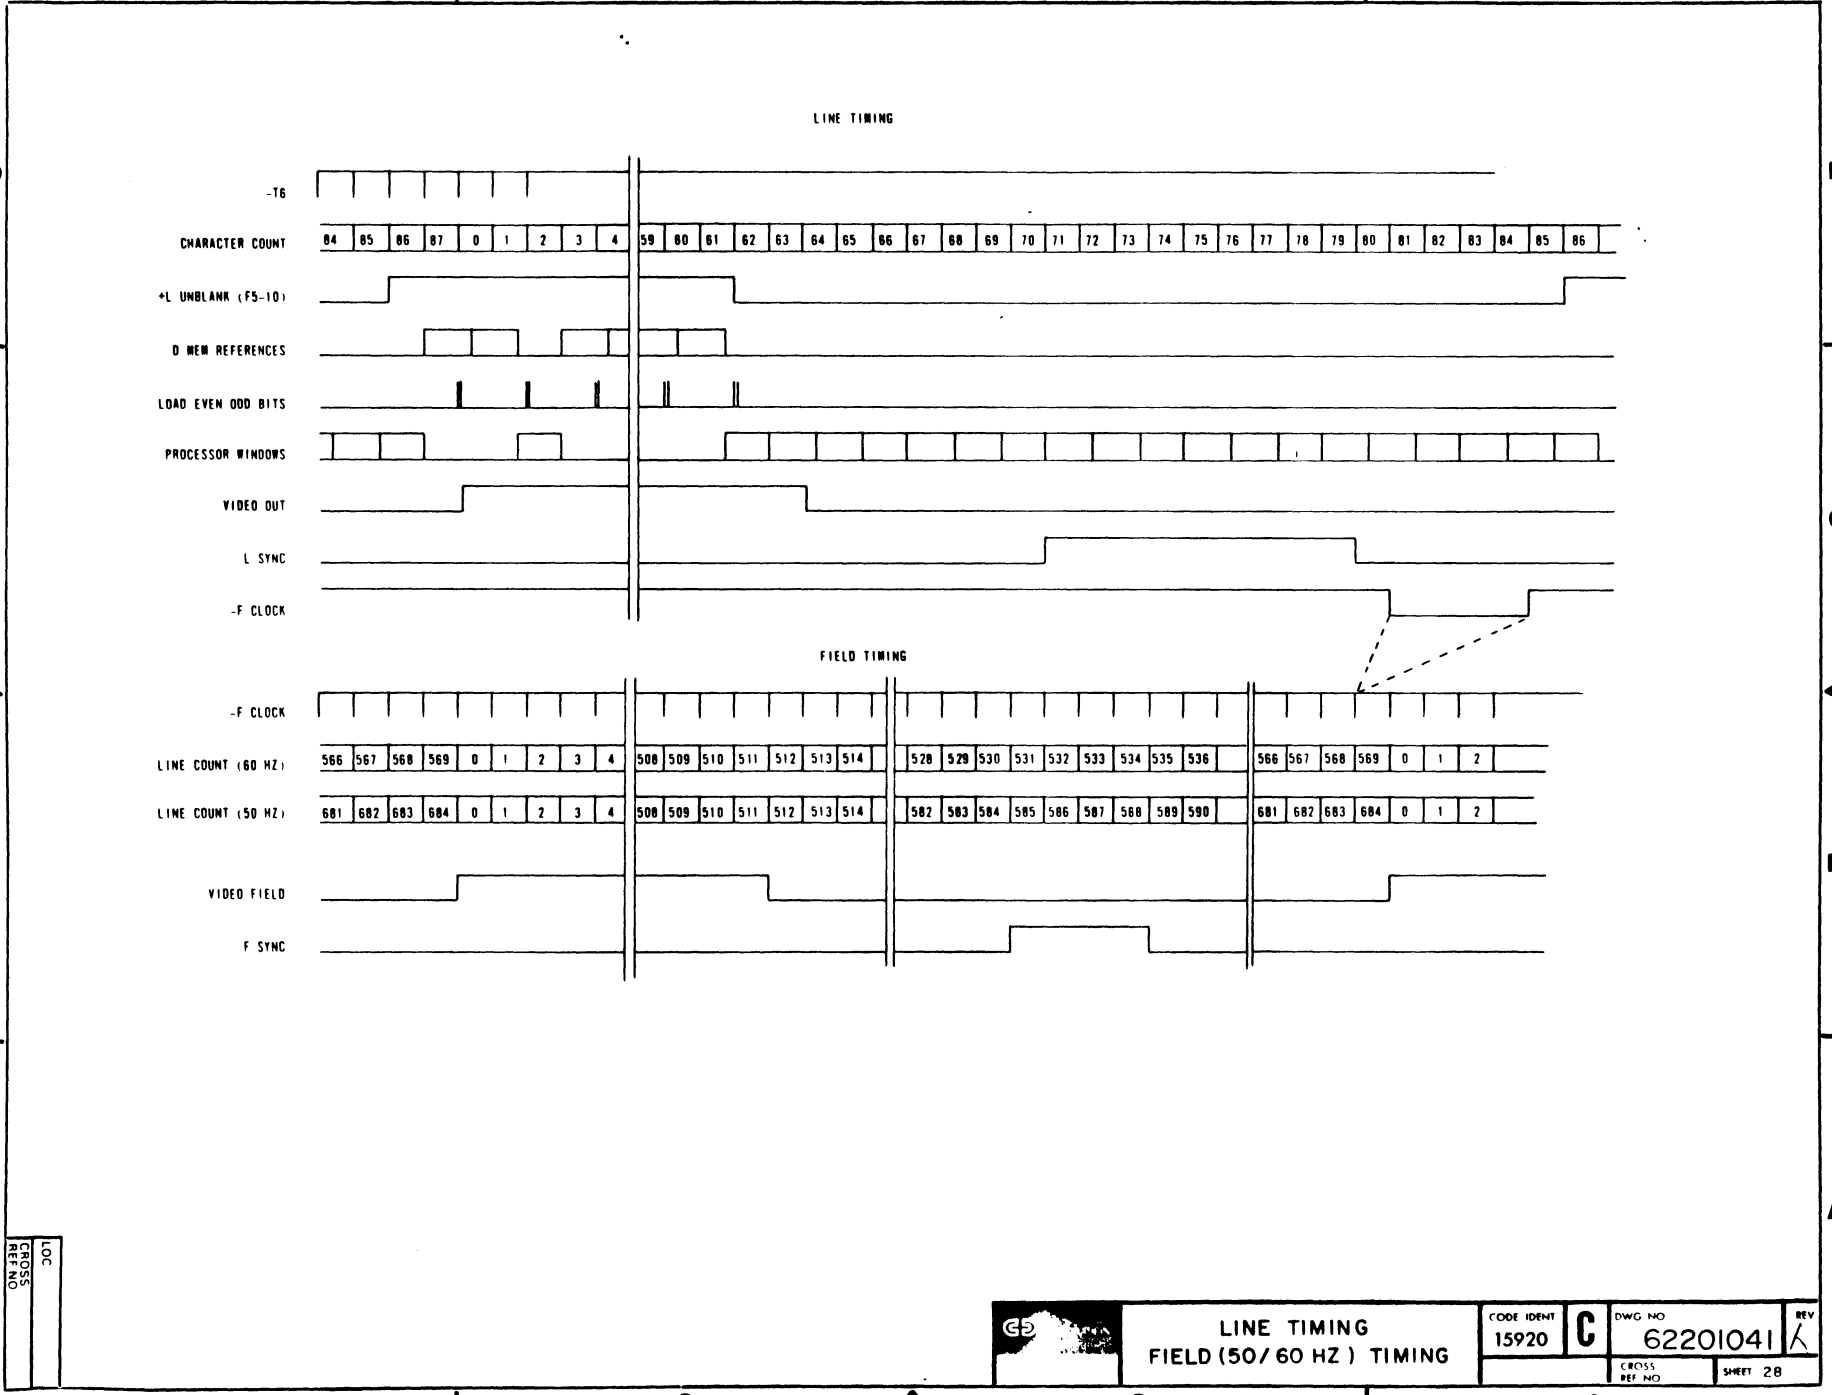 LINE TIMING
-T6
CHARACTER COUNT 84 85 86 87 0 1 2 3 4 59 60 61 62 63 64 65 66 67 68 69 70 71 72 73 74 75 76 77 78 79 80 81 82 83 84 85 86
+L UNBLANK (F5-10)
D MEM REFERENCES
LOAD EVEN ODD BITS
PROCESSOR WINDOWS
VIDEO OUT
L SYNC
-F CLOCK
FIELD TIMING
-F CLOCK
LINE COUNT (60 HZ) 566 567 568 569 0 1 2 3 4 508 509 510 511 512 513 514 528 529 530 531 532 533 534 535 536 566 567 568 569 0 1 2
LINE COUNT (50 HZ) 681 682 683 684 0 1 2 3 4 508 509 510 511 512 513 514 582 583 584 585 586 587 588 589 590 681 682 683 684 0 1 2
VIDEO FIELD
F SYNC
LOC
CROSS
REF NO
LINE TIMING
FIELD (50/60 HZ) TIMING
CODE IDENT
15920
C
DWG NO
62201041
REV
CROSS
REF NO
SHEET 28